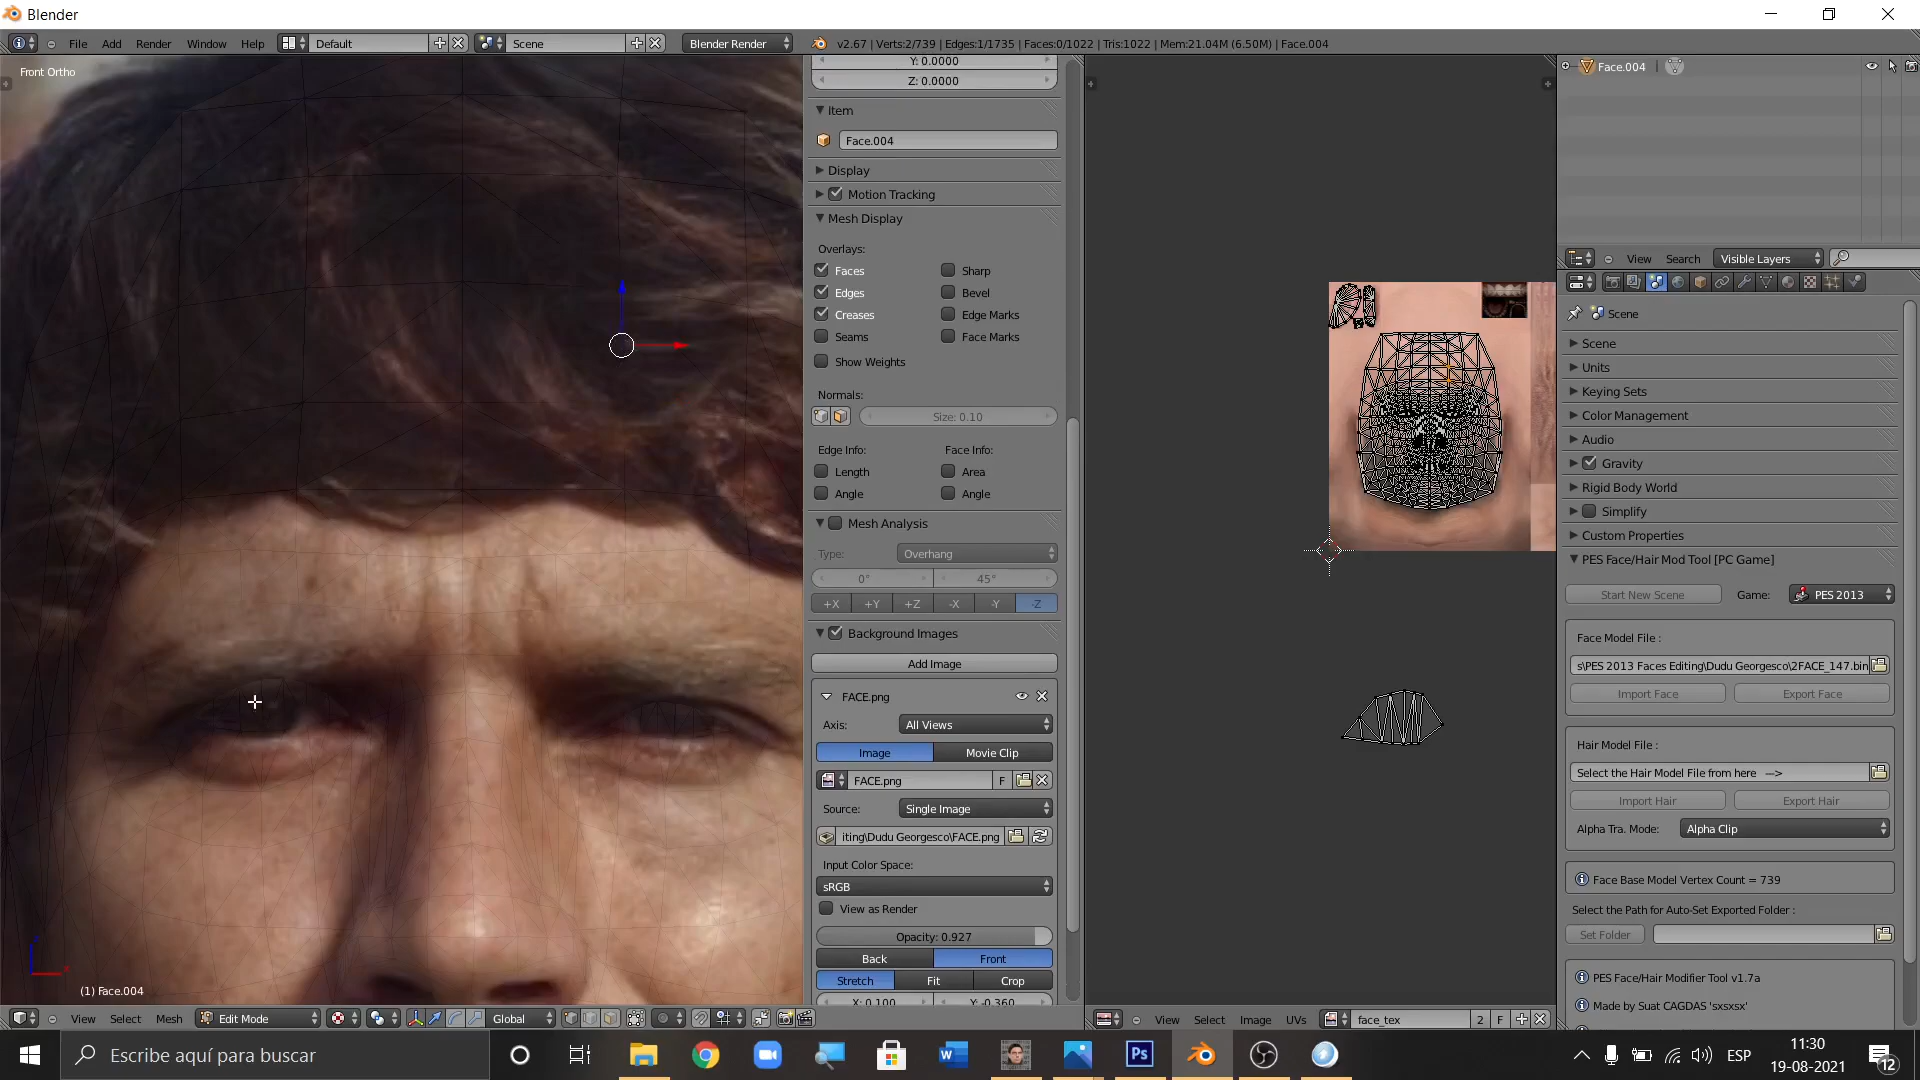 Blender
File Add Render Window Help Default Scene Blender Render v2.67 | Verts:2/739 | Edges:1/1735 | Faces:0/1022 | Tris:1022 | Mem:21.04M (6.50M) | Face.004
Front Ortho
(1) Face.004
View Select Mesh Edit Mode Global
Y: 0.0000
Z: 0.0000
Item
Face.004
Display
Motion Tracking
Mesh Display
Overlays:
Faces Sharp
Edges Bevel
Creases Edge Marks
Seams Face Marks
Show Weights
Normals:
Size: 0.10
Edge Info: Face Info:
Length Area
Angle Angle
Mesh Analysis
Type: Overhang
0° 45°
+X +Y +Z -X -Y -Z
Background Images
Add Image
FACE.png
Axis: All Views
Image Movie Clip
FACE.png F
Source: Single Image
iting\Dudu Georgesco\FACE.png
Input Color Space:
sRGB
View as Render
Opacity: 0.927
Back Front
Stretch Fit Crop
X: 0.100 Y: -0.360
View Select Image UVs face_tex 2 F
Face.004
View Search Visible Layers
Scene
Scene
Units
Keying Sets
Color Management
Audio
Gravity
Rigid Body World
Simplify
Custom Properties
PES Face/Hair Mod Tool [PC Game]
Start New Scene Game: PES 2013
Face Model File :
s\PES 2013 Faces Editing\Dudu Georgesco\2FACE_147.bin
Import Face Export Face
Hair Model File :
Select the Hair Model File from here --->
Import Hair Export Hair
Alpha Tra. Mode: Alpha Clip
Face Base Model Vertex Count = 739
Select the Path for Auto-Set Exported Folder :
Set Folder
PES Face/Hair Modifier Tool v1.7a
Made by Suat CAGDAS 'sxsxsx'
Escribe aquí para buscar
W
Ps
ESP
11:30
19-08-2021
12